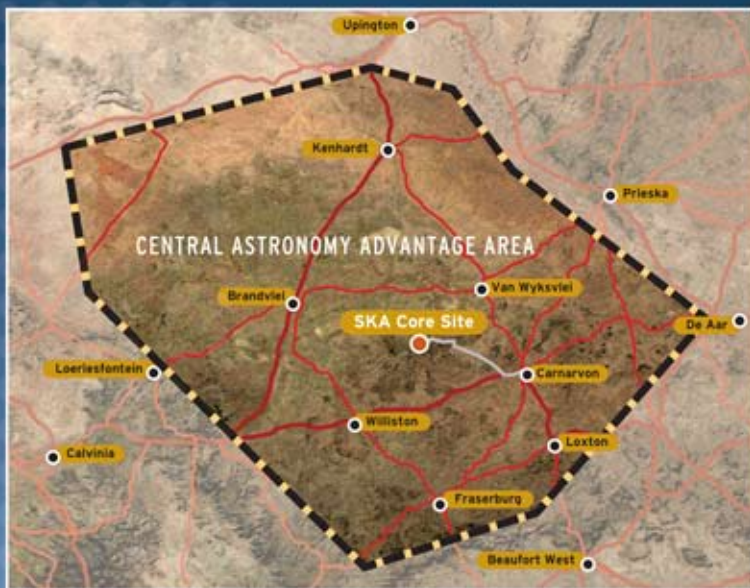 Upington
Kenhardt
Prieska
CENTRAL ASTRONOMY ADVANTAGE AREA
Van Wyksvlei
Brandvlei
SKA Core Site
De Aar
Loeriesfontein
Carnarvon
Williston
Loxton
Calvinia
Fraserburg
Beaufort West